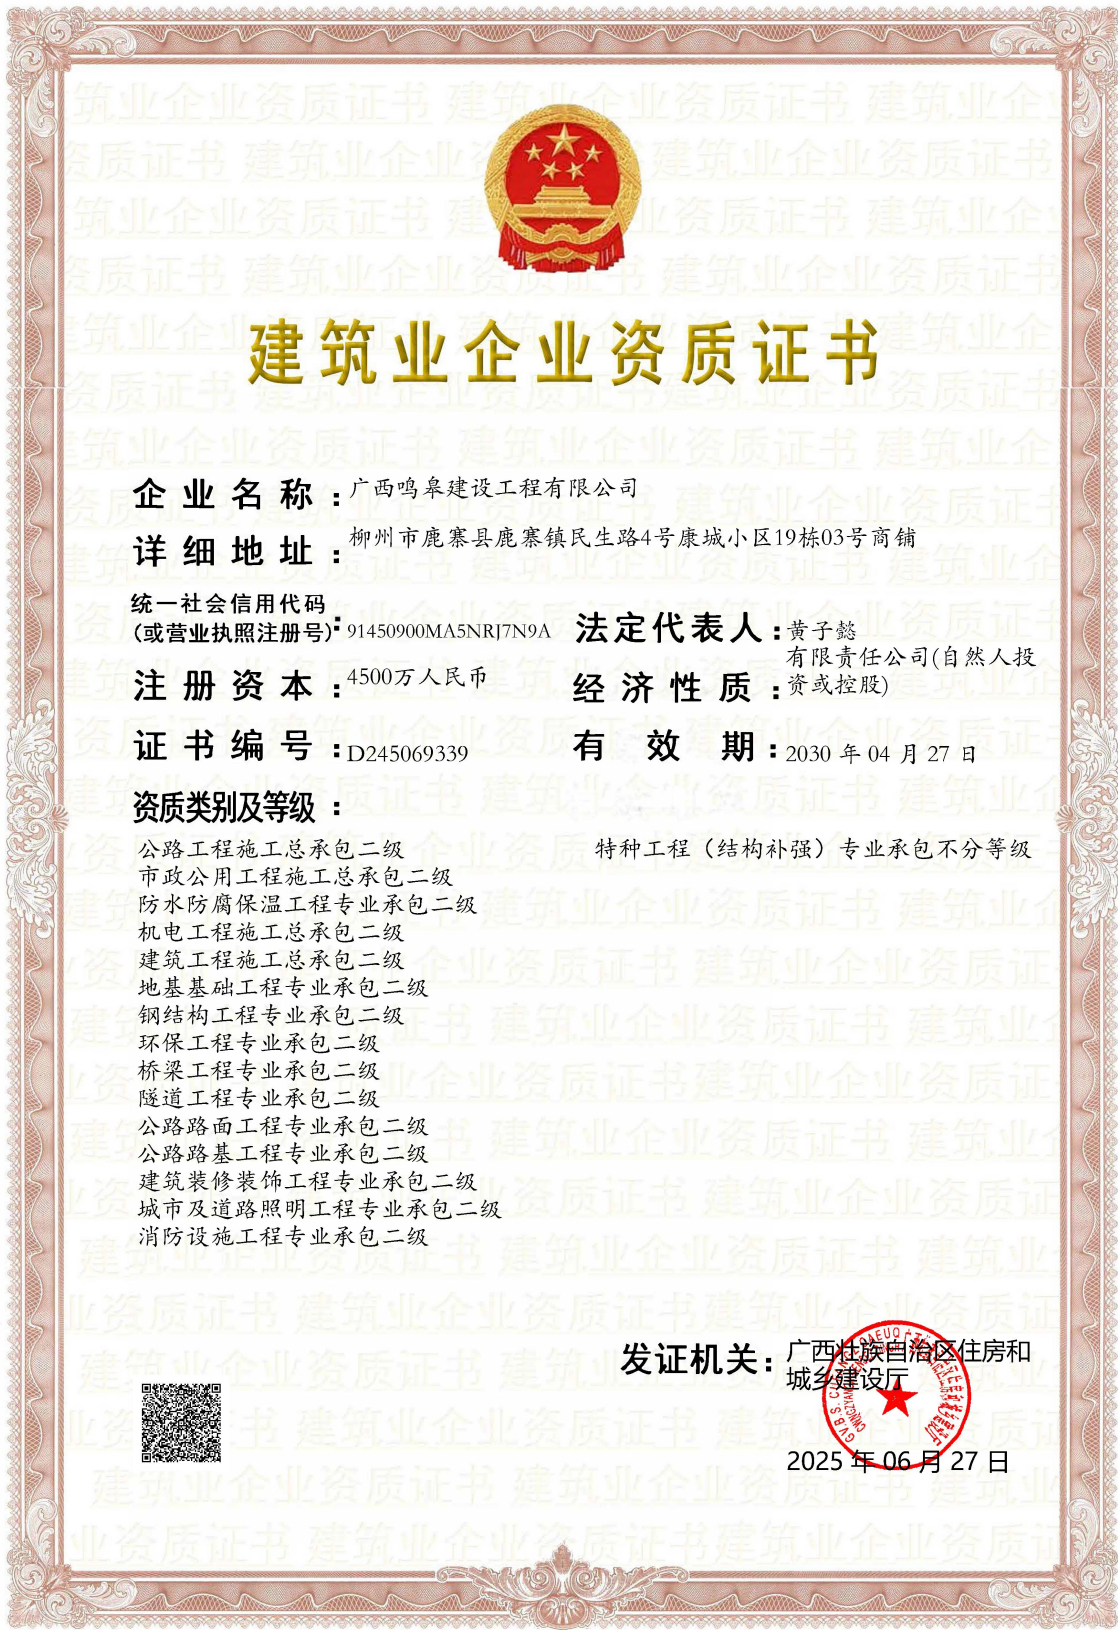 建筑业企业资质证书
企业名称：广西鸣皋建设工程有限公司
详细地址：柳州市鹿寨县鹿寨镇民生路4号康城小区19栋03号商铺
统一社会信用代码
(或营业执照注册号)：91450900MA5NRJ7N9A
法定代表人：黄子懿
注册资本：4500万人民币
经济性质：有限责任公司(自然人投
资或控股)
证书编号：D245069339
有效期：2030 年 04 月 27 日
资质类别及等级：
公路工程施工总承包二级
市政公用工程施工总承包二级
防水防腐保温工程专业承包二级
机电工程施工总承包二级
建筑工程施工总承包二级
地基基础工程专业承包二级
钢结构工程专业承包二级
环保工程专业承包二级
桥梁工程专业承包二级
隧道工程专业承包二级
公路路面工程专业承包二级
公路路基工程专业承包二级
建筑装修装饰工程专业承包二级
城市及道路照明工程专业承包二级
消防设施工程专业承包二级
特种工程（结构补强）专业承包不分等级
发证机关：广西壮族自治区住房和
城乡建设厅
2025 年 06 月 27 日